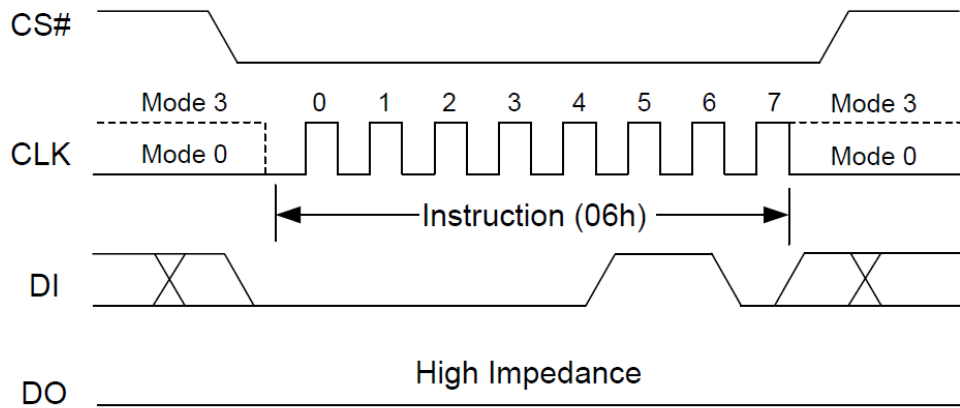 CS#
Mode 3 0 1 2 3 4 5 6 7 Mode 3
CLK Mode 0 Mode 0
Instruction (06h)
DI
High Impedance
DO